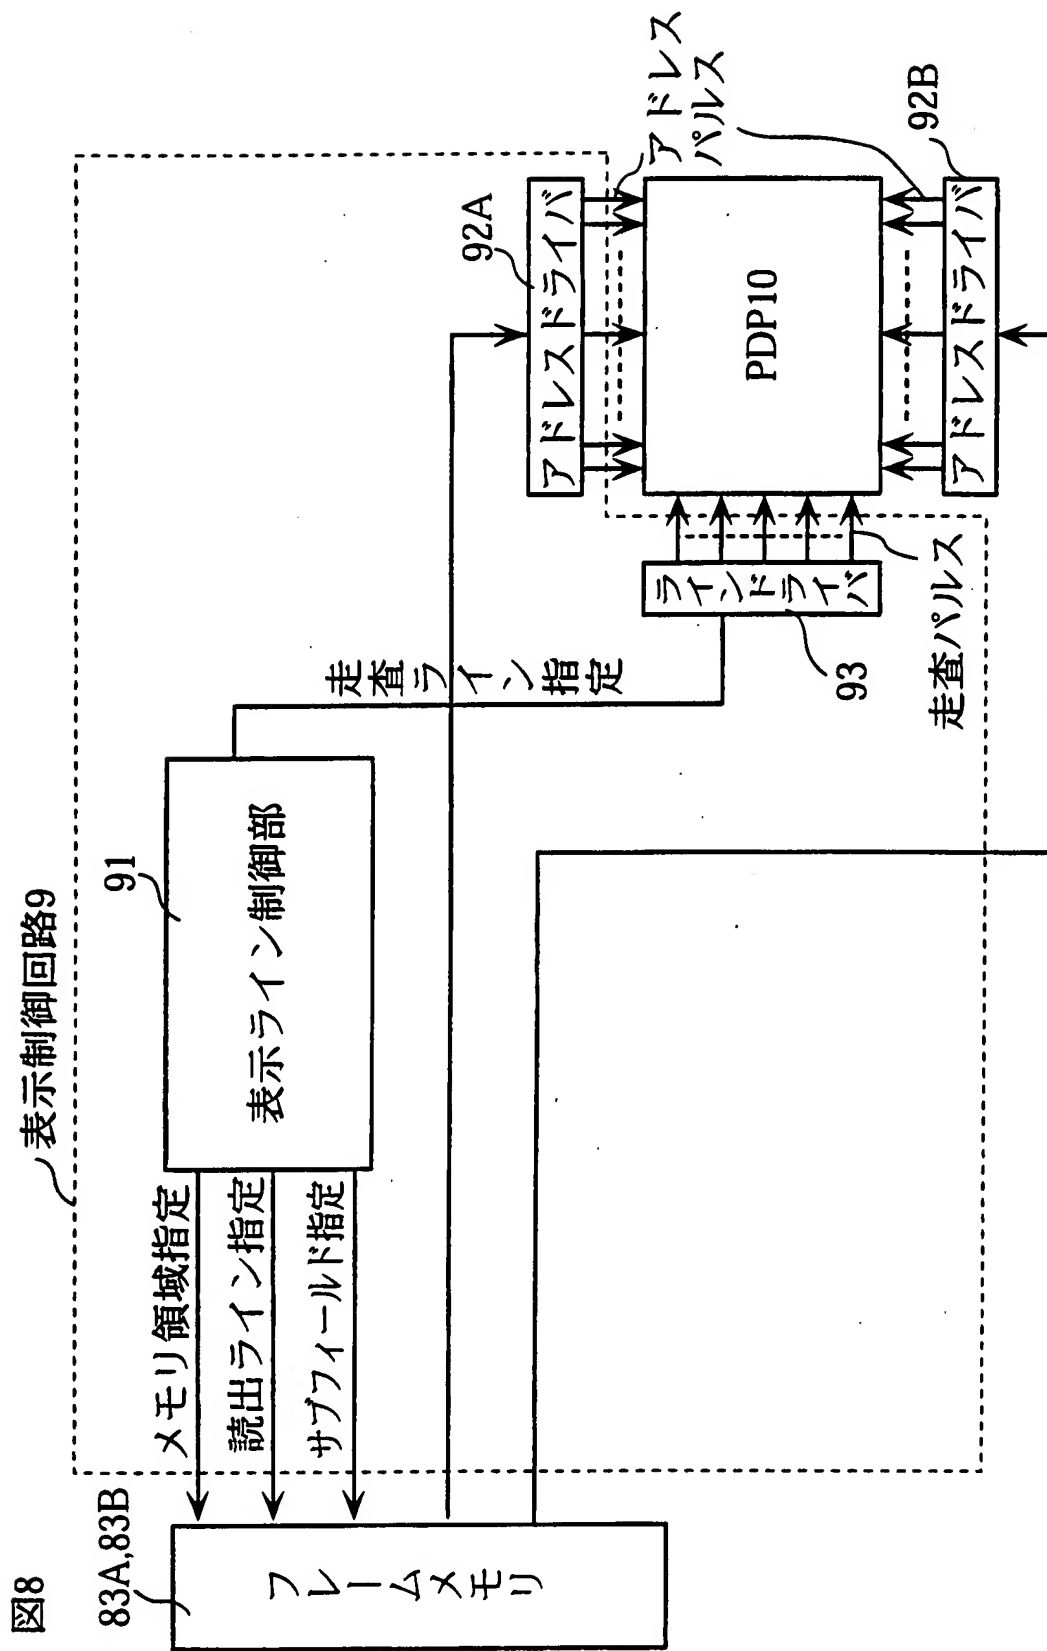 図8
表示制御回路9
83A,83B
フレームメモリ
メモリ領域指定
読出ライン指定
サブフィールド指定
91
表示ライン制御部
走査ライン指定
92A
アドレスドライバ
アドレス
パルス
ラインド
ライバ
93
走査パルス
PDP10
アドレスドライバ
92B